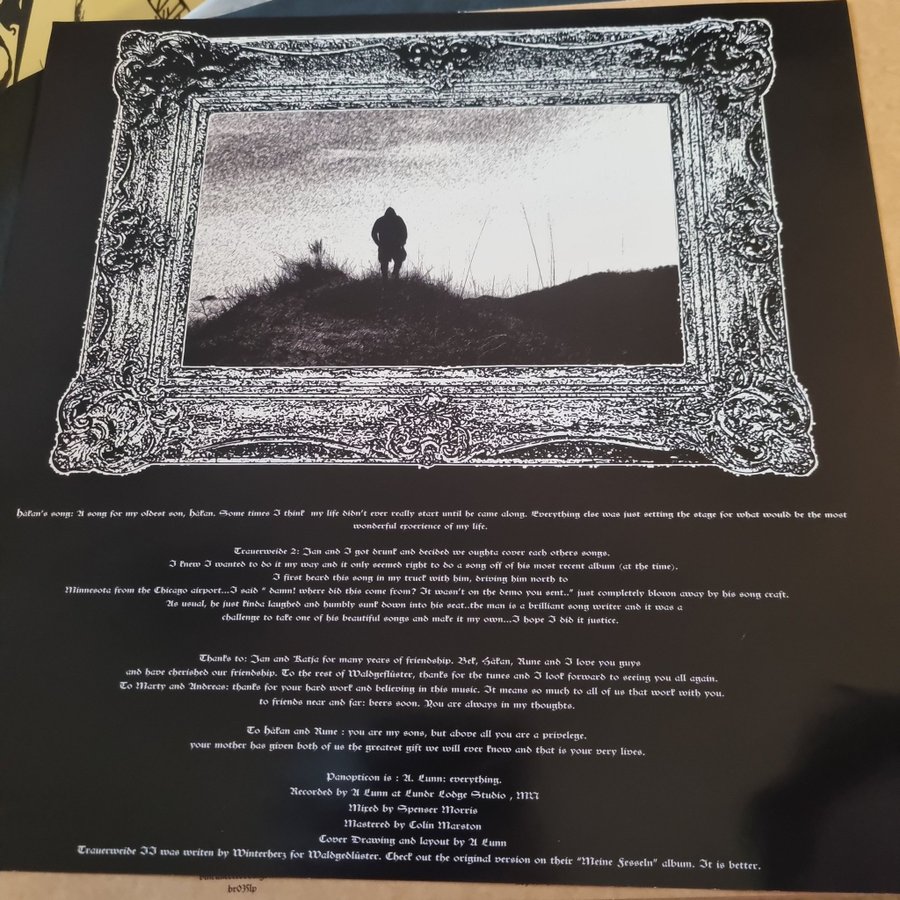 Håkan's song: A song for my oldest son, Håkan. Some times I think my life didn't ever really start until he came along. Everything else was just setting the stage for what would be the most
wonderful experience of my life.
Trauerweide 2: Jan and I got drunk and decided we oughta cover each others songs.
I knew I wanted to do it my way and it only seemed right to do a song off of his most recent album (at the time).
I first heard this song in my truck with him, driving him north to
Minnesota from the Chicago airport...I said " damn! where did this come from? It wasn't on the demo you sent.." just completely blown away by his song craft.
As usual, he just kinda laughed and humbly sunk down into his seat..the man is a brilliant song writer and it was a
challenge to take one of his beautiful songs and make it my own...I hope I did it justice.
Thanks to: Jan and Katja for many years of friendship. Bek, Håkan, Rune and I love you guys
and have cherished our friendship. To the rest of Waldgeflüster, thanks for the tunes and I look forward to seeing you all again.
To Marty and Andreas: thanks for your hard work and believing in this music. It means so much to all of us that work with you.
to friends near and far: beers soon. You are always in my thoughts.
To Håkan and Rune : you are my sons, but above all you are a privelege.
your mother has given both of us the greatest gift we will ever know and that is your very lives.
Panopticon is : A. Lunn: everything.
Recorded by A Lunn at Lundr Lodge Studio , MN
Mixed by Spenser Morris
Mastered by Colin Marston
Cover Drawing and layout by A Lunn
Trauerweide II was writen by Winterherz for Waldgedlüster. Check out the original version on their "Meine Fesseln" album. It is better.
br035lp